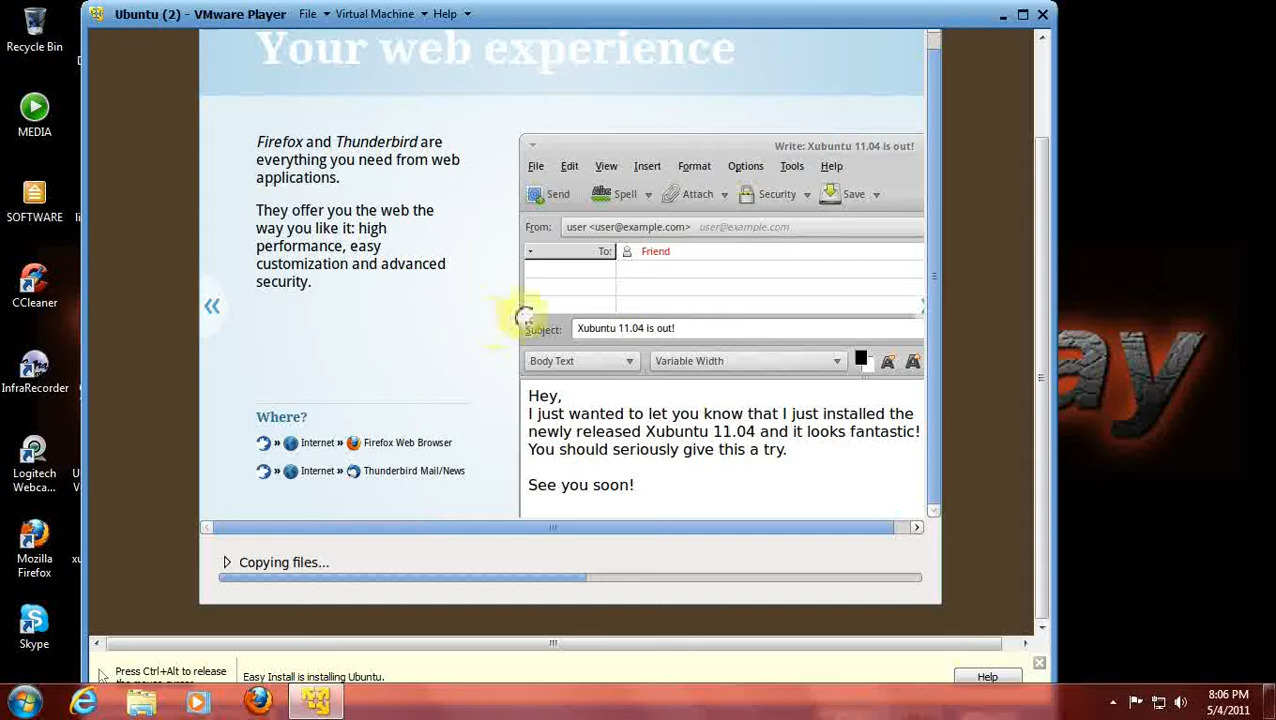 Ubuntu (2) - VMware Player File Virtual Machine Help
Recycle Bin
MEDIA
SOFTWARE
CCleaner
InfraRecorder
Logitech
Webca...
Mozilla
Firefox
Skype
Your web experience
Firefox and Thunderbird are
everything you need from web
applications.
They offer you the web the
way you like it: high
performance, easy
customization and advanced
security.
Where?
» Internet » Firefox Web Browser
» Internet » Thunderbird Mail/News
Write: Xubuntu 11.04 is out!
File Edit View Insert Format Options Tools Help
Send Spell Attach Security Save
From: user <user@example.com> user@example.com
To: Friend
Subject: Xubuntu 11.04 is out!
Body Text Variable Width
Hey,
I just wanted to let you know that I just installed the
newly released Xubuntu 11.04 and it looks fantastic!
You should seriously give this a try.
See you soon!
Copying files...
Press Ctrl+Alt to release
Easy Install is installing Ubuntu.
Help
8:06 PM
5/4/2011